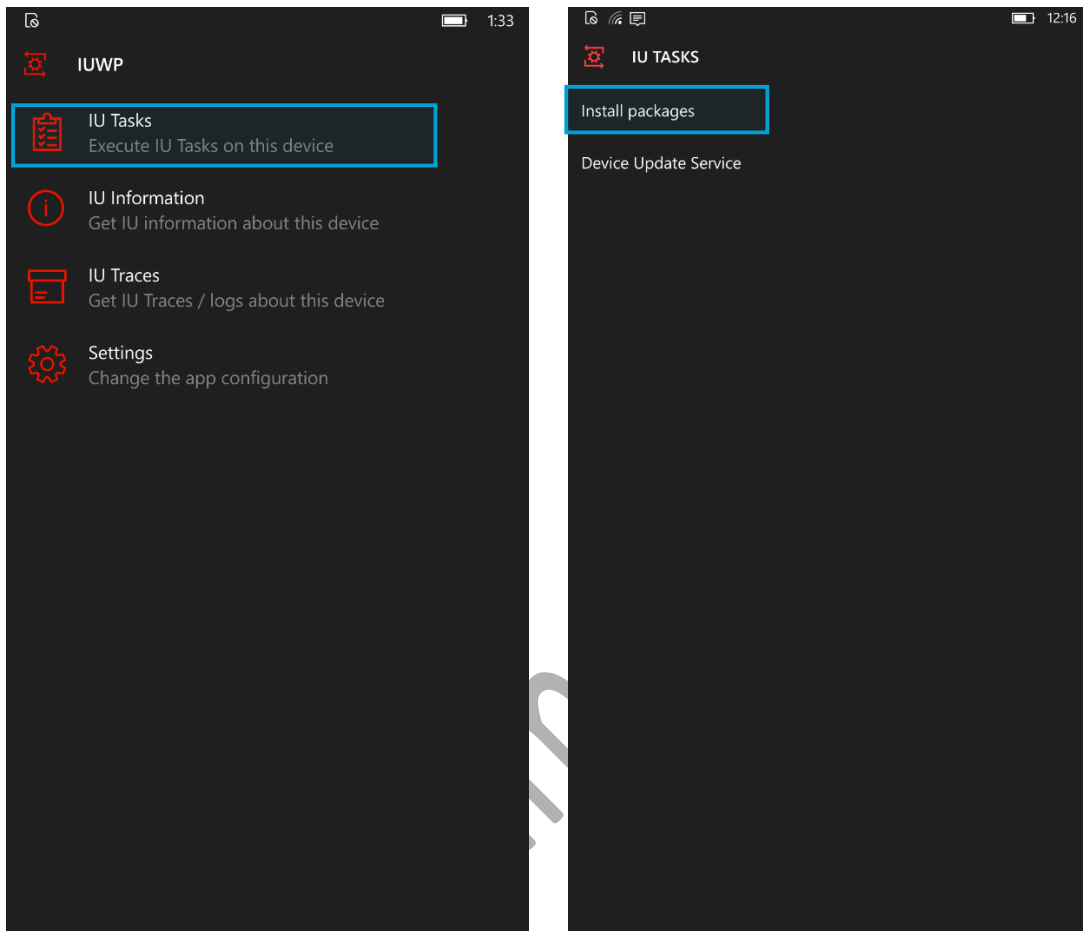 1:33
IUWP
IU Tasks
Execute IU Tasks on this device
IU Information
Get IU information about this device
IU Traces
Get IU Traces / logs about this device
Settings
Change the app configuration
12:16
IU TASKS
Install packages
Device Update Service